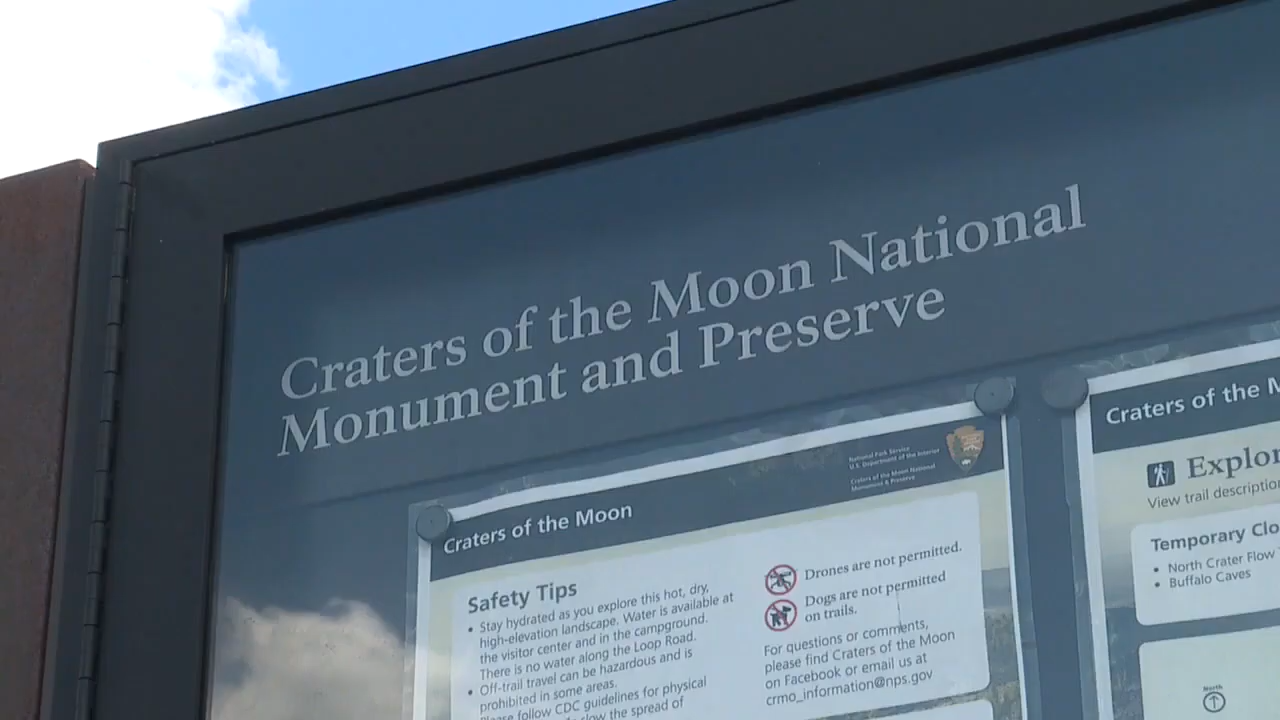 Craters of the Moon National
Monument and Preserve
National Park Service
U.S. Department of the Interior
Craters of the Moon National
Monument & Preserve
Craters of the Moon
Safety Tips
• Stay hydrated as you explore this hot, dry,
high-elevation landscape. Water is available at
the visitor center and in the campground.
There is no water along the Loop Road.
• Off-trail travel can be hazardous and is
prohibited in some areas.
Please follow CDC guidelines for physical
slow the spread of
Drones are not permitted.
Dogs are not permitted
on trails.
For questions or comments,
please find Craters of the Moon
on Facebook or email us at
crmo_information@nps.gov
Craters of the M
Explor
View trail descriptio
Temporary Clo
• North Crater Flow
• Buffalo Caves
North